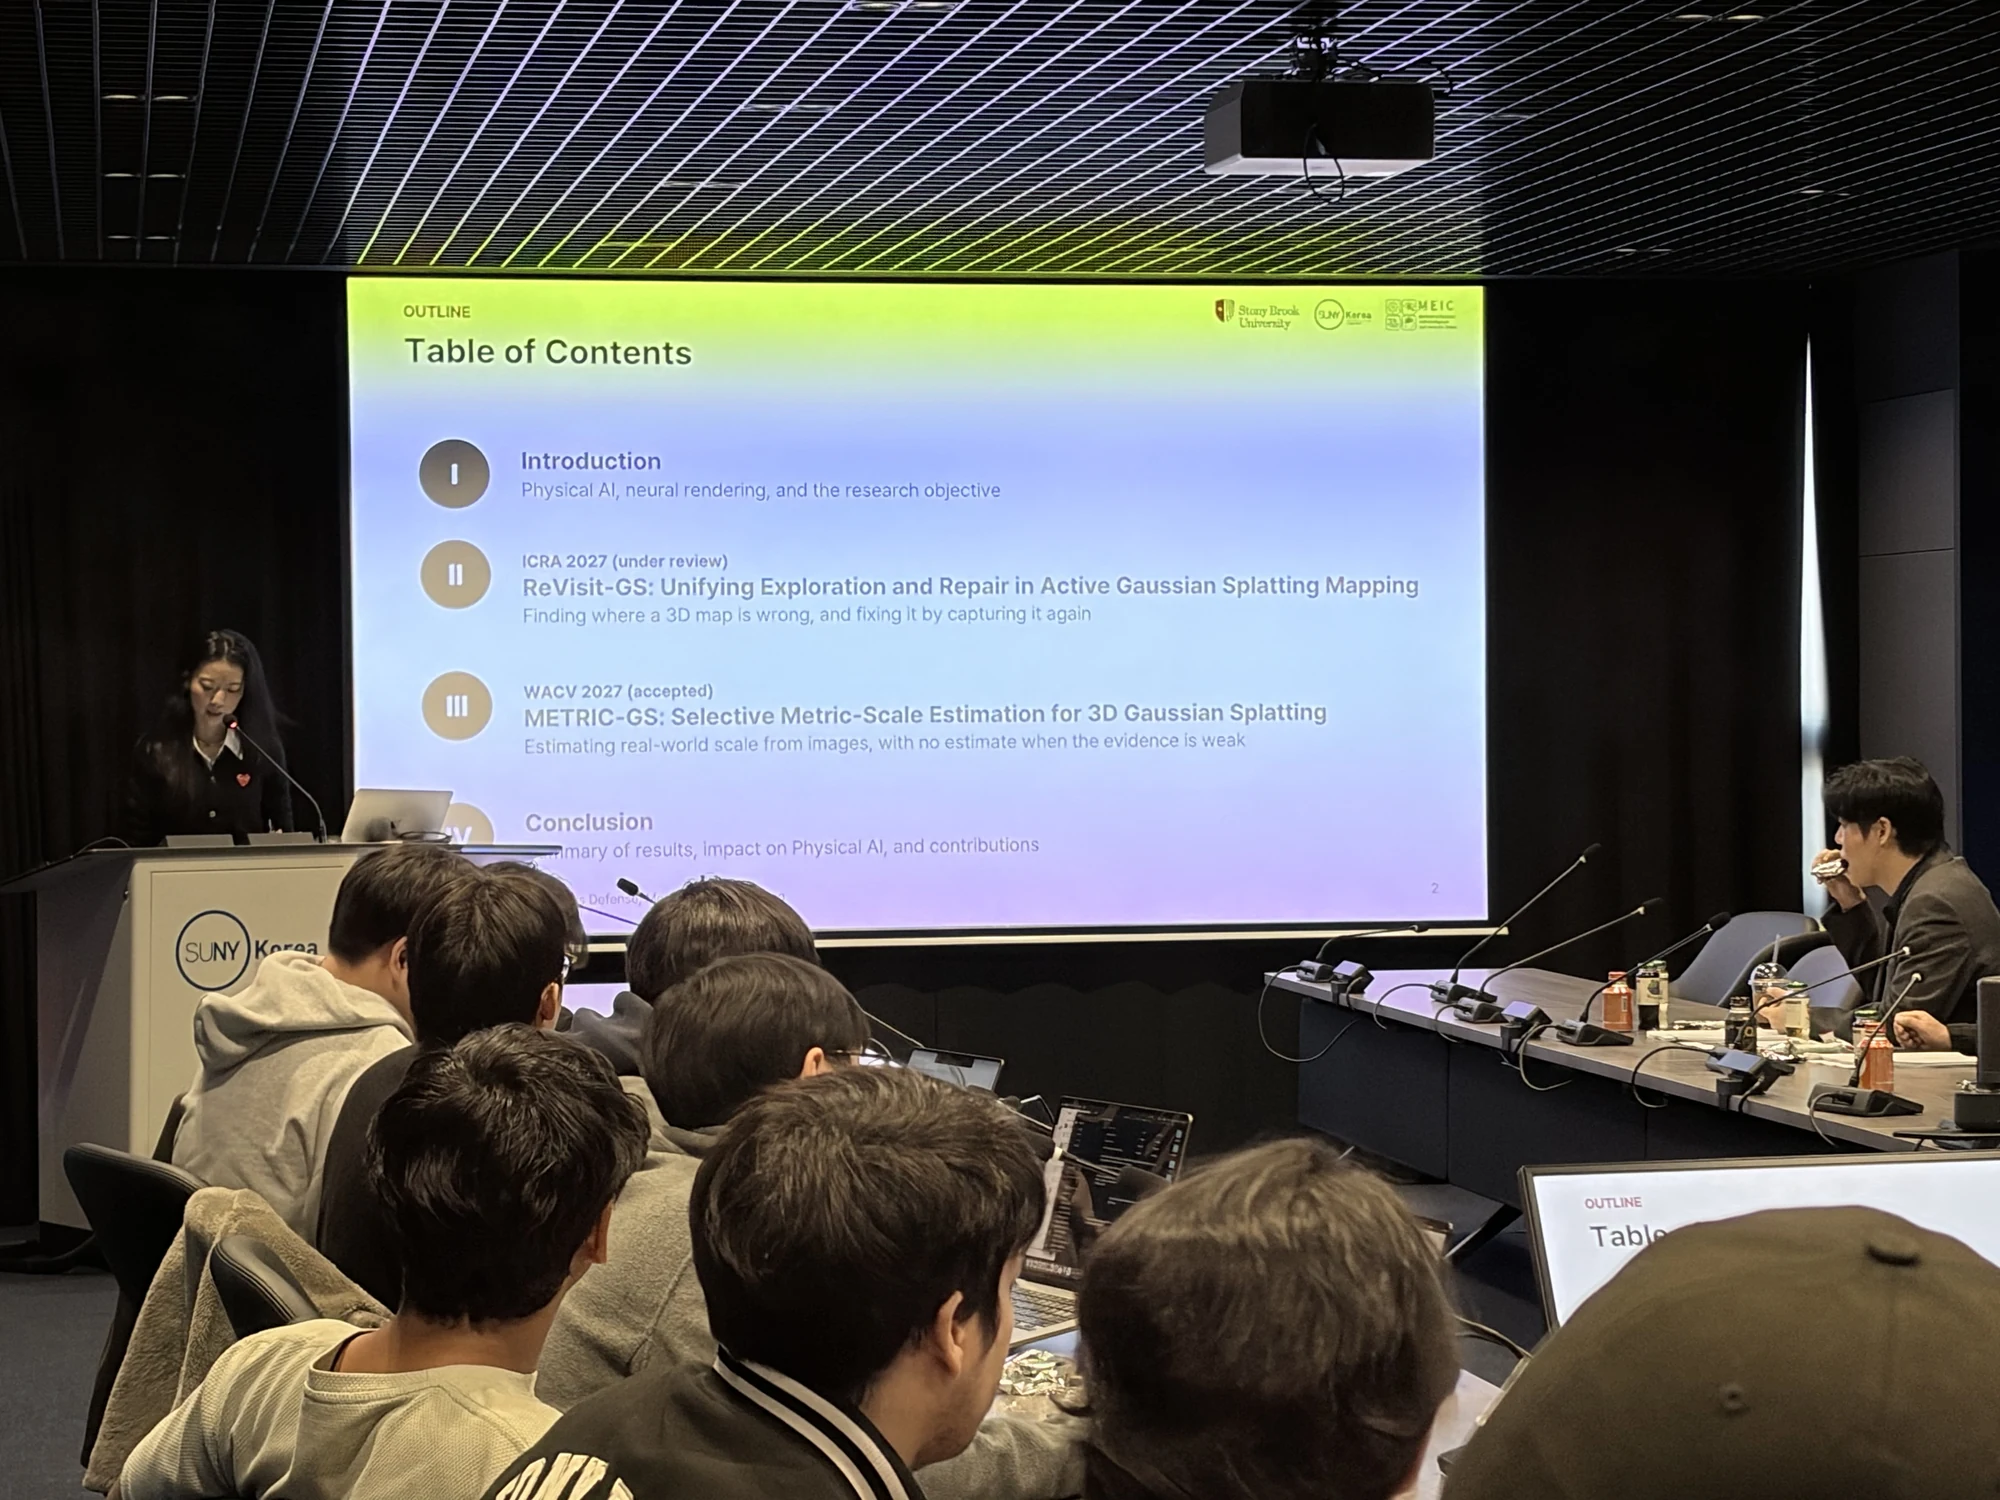 OUTLINE
Table of Contents
Stony Brook
University
SUNY Korea
MEIC
I
Introduction
Physical AI, neural rendering, and the research objective
II
ICRA 2027 (under review)
ReVisit-GS: Unifying Exploration and Repair in Active Gaussian Splatting Mapping
Finding where a 3D map is wrong, and fixing it by capturing it again
III
WACV 2027 (accepted)
METRIC-GS: Selective Metric-Scale Estimation for 3D Gaussian Splatting
Estimating real-world scale from images, with no estimate when the evidence is weak
Conclusion
of results, impact on Physical AI, and contributions
2
SUNY Korea
OUTLINE